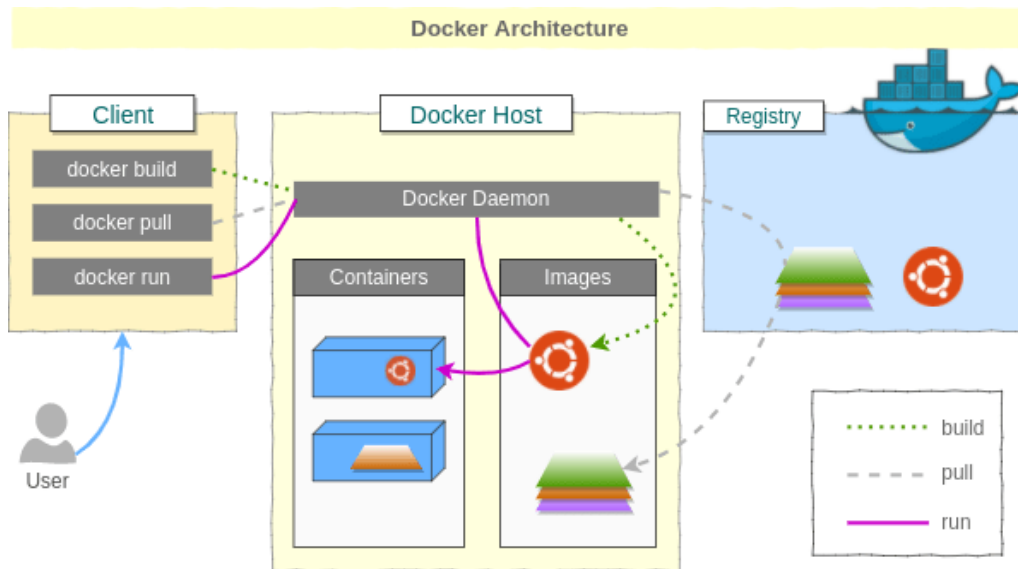 Docker Architecture
Client
docker build
docker pull
docker run
User
Docker Host
Docker Daemon
Containers
Images
Registry
build
pull
run